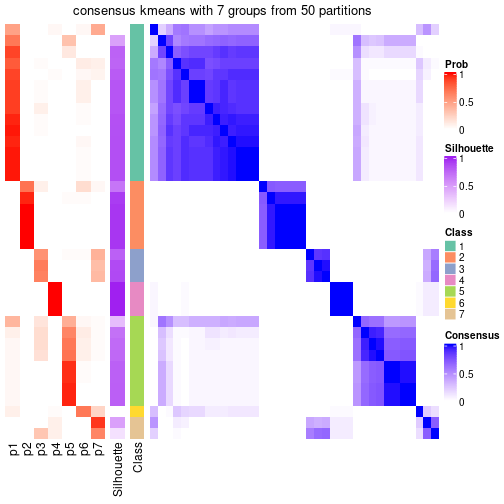 consensus kmeans with 7 groups from 50 partitions
Prob
1
0.5
0
Silhouette
1
0.5
0
Class
1
2
3
4
5
6
7
Consensus
1
0.5
0
p1
p2
p3
p4
p5
p6
p7
Silhouette
Class